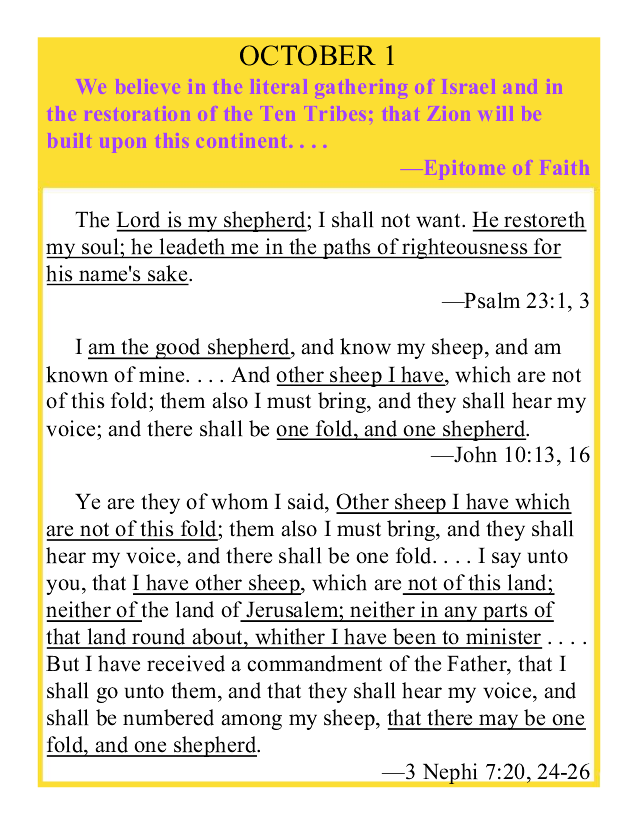 OCTOBER 1
We believe in the literal gathering of Israel and in
the restoration of the Ten Tribes; that Zion will be
built upon this continent. . . .
—Epitome of Faith
The Lord is my shepherd; I shall not want. He restoreth
my soul; he leadeth me in the paths of righteousness for
his name's sake.
—Psalm 23:1, 3
I am the good shepherd, and know my sheep, and am
known of mine. . . . And other sheep I have, which are not
of this fold; them also I must bring, and they shall hear my
voice; and there shall be one fold, and one shepherd.
—John 10:13, 16
Ye are they of whom I said, Other sheep I have which
are not of this fold; them also I must bring, and they shall
hear my voice, and there shall be one fold. . . . I say unto
you, that I have other sheep, which are not of this land;
neither of the land of Jerusalem; neither in any parts of
that land round about, whither I have been to minister . . . .
But I have received a commandment of the Father, that I
shall go unto them, and that they shall hear my voice, and
shall be numbered among my sheep, that there may be one
fold, and one shepherd.
—3 Nephi 7:20, 24-26